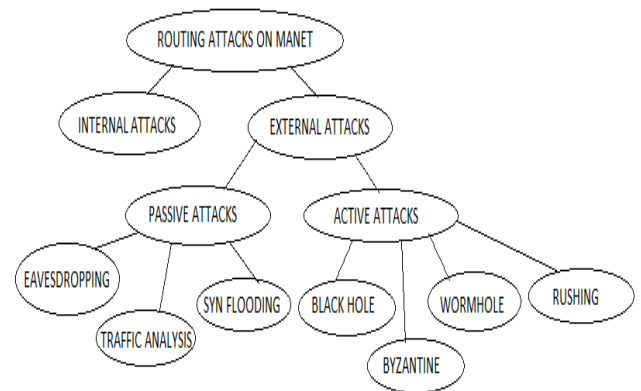 ROUTING ATTACKS ON MANET
INTERNAL ATTACKS
EXTERNAL ATTACKS
PASSIVE ATTACKS
ACTIVE ATTACKS
EAVESDROPPING
TRAFFIC ANALYSIS
SYN FLOODING
BLACK HOLE
BYZANTINE
WORMHOLE
RUSHING